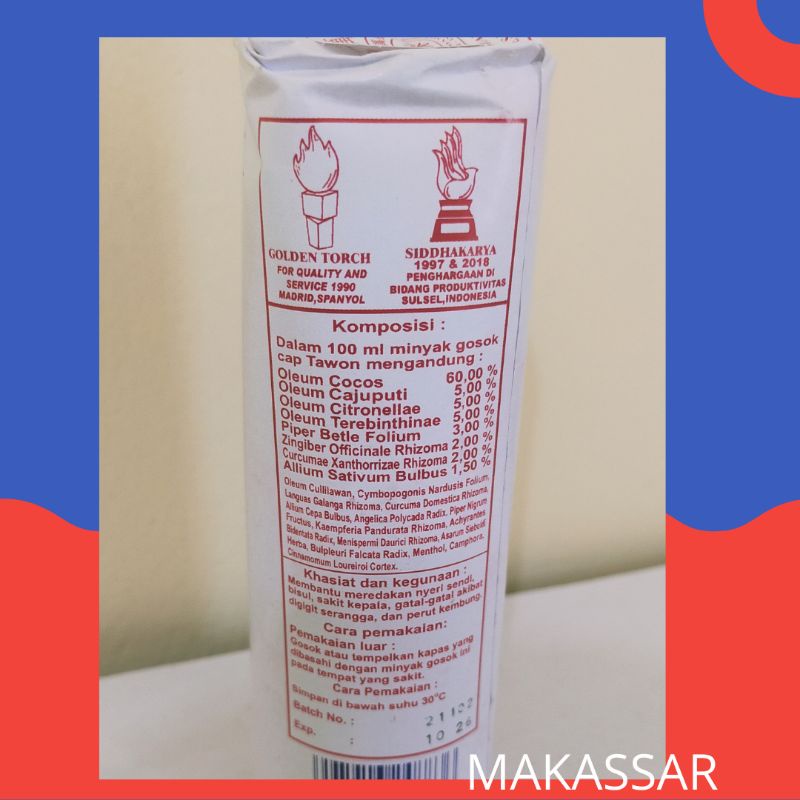 GOLDEN TORCH
FOR QUALITY AND
SERVICE 1990
MADRID,SPANYOL
SIDDHAKARYA
1997 & 2018
PENGHARGAAN DI
BIDANG PRODUKTIVITAS
SULSEL,INDONESIA
Komposisi :
Dalam 100 ml minyak gosok
cap Tawon mengandung :
Oleum Cocos 60,00 %
Oleum Cajuputi 5,00 %
Oleum Citronellae 5,00 %
Oleum Terebinthinae 5,00 %
Piper Betle Folium 3,00 %
Zingiber Officinale Rhizoma 2,00 %
Curcumae Xanthorrizae Rhizoma 2,00 %
Allium Sativum Bulbus 1,50 %
Oleum Cullilawan, Cymbopogonis Nardusis Folium,
Languas Galanga Rhizoma, Curcuma Domestica Rhizoma,
Allium Cepa Bulbus, Angelica Polycada Radix, Piper Nigrum
Fructus, Kaempferia Pandurata Rhizoma, Achyrantes
Bidentata Radix, Menispermi Daurici Rhizoma, Asarun Sieboldi
Herba, Bulpleuri Falcata Radix, Menthol, Camphora,
Cinnamomum Loureiroi Cortex.
Khasiat dan kegunaan :
Membantu meredakan nyeri sendi,
bisul, sakit kepala, gatal-gatal akibat
digigit serangga, dan perut kembung.
Cara pemakaian:
Pemakaian luar :
Gosok atau tempelkan kapas yang
dibasahi dengan minyak gosok ini
pada tempat yang sakit.
Cara Pemakaian :
Simpan di bawah suhu 30°C
Batch No. : 21102
Exp. : 10 26
MAKASSAR